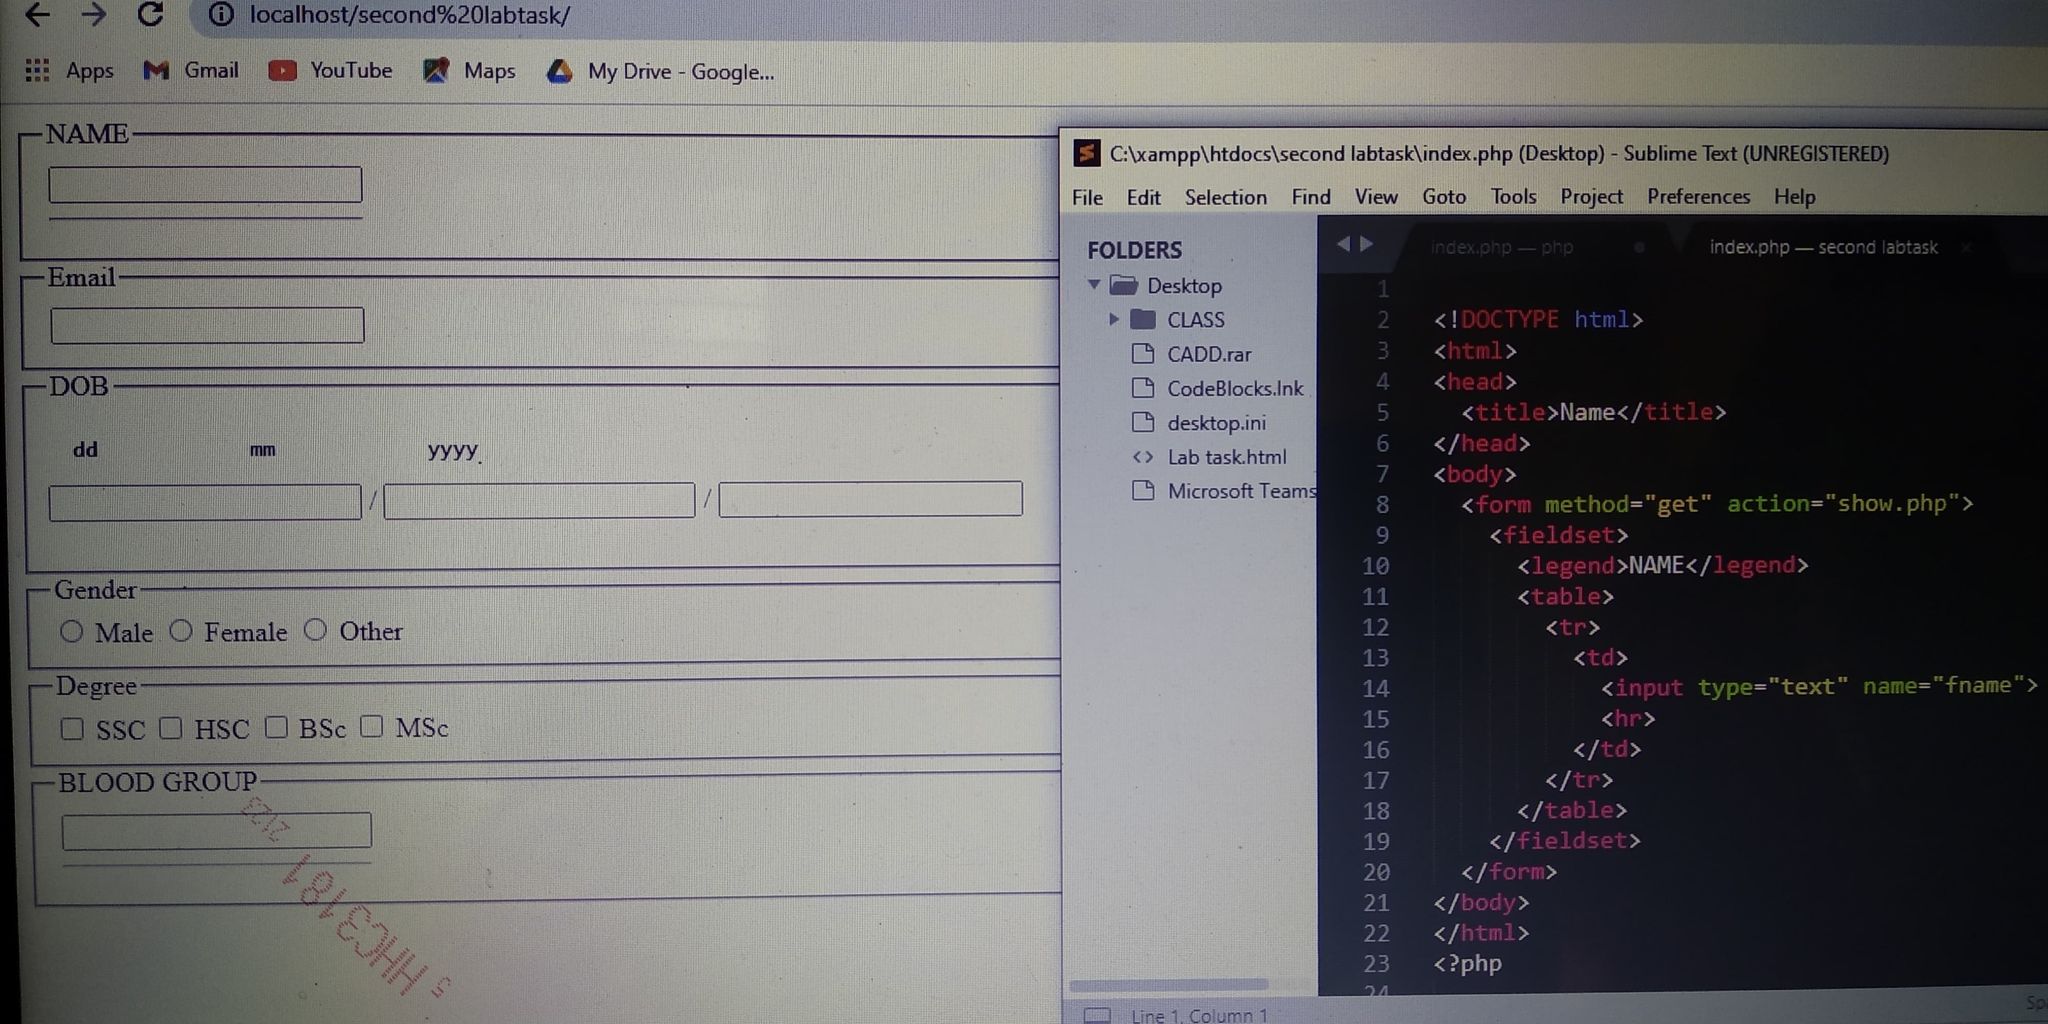 localhost/second%20labtask/
Apps Gmail YouTube Maps My Drive - Google...
NAME
Email
DOB
dd mm yyyy
/ /
Gender
Male Female Other
Degree
SSC HSC BSc MSc
BLOOD GROUP
C:\xampp\htdocs\second labtask\index.php (Desktop) - Sublime Text (UNREGISTERED)
File Edit Selection Find View Goto Tools Project Preferences Help
FOLDERS
Desktop
CLASS
CADD.rar
CodeBlocks.lnk
desktop.ini
Lab task.html
Microsoft Teams
index.php — php index.php — second labtask
1
2 <!DOCTYPE html>
3 <html>
4 <head>
5 <title>Name</title>
6 </head>
7 <body>
8 <form method="get" action="show.php">
9 <fieldset>
10 <legend>NAME</legend>
11 <table>
12 <tr>
13 <td>
14 <input type="text" name="fname">
15 <hr>
16 </td>
17 </tr>
18 </table>
19 </fieldset>
20 </form>
21 </body>
22 </html>
23 <?php
24
Line 1, Column 1